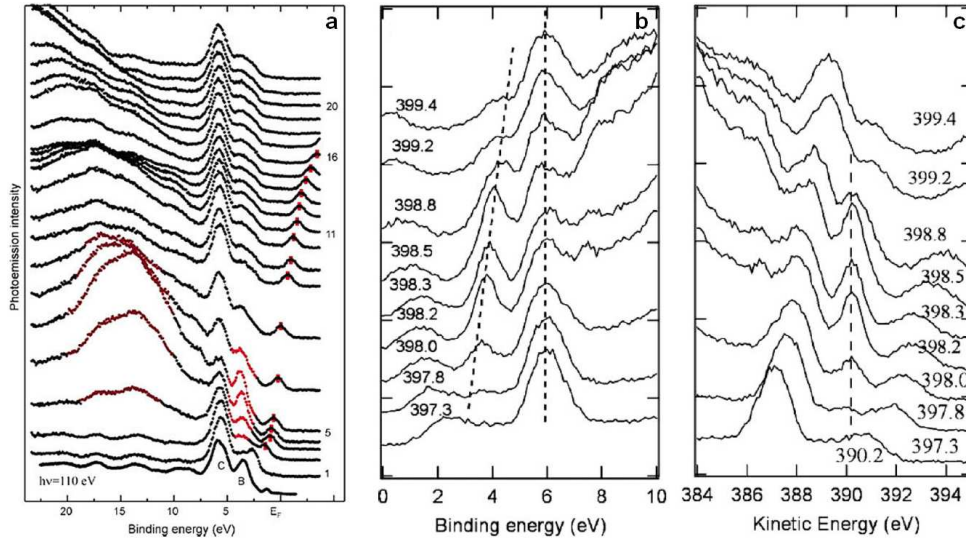 a
Photoemission intensity
20
16
11
5
1
C
B
hν=110 eV
20 15 10 5 E_F
Binding energy (eV)
b
399.4
399.2
398.8
398.5
398.3
398.2
398.0
397.8
397.3
0 2 4 6 8 10
Binding energy (eV)
c
399.4
399.2
398.8
398.5
398.3
398.2
398.0
397.8
397.3
390.2
384 386 388 390 392 394
Kinetic Energy (eV)